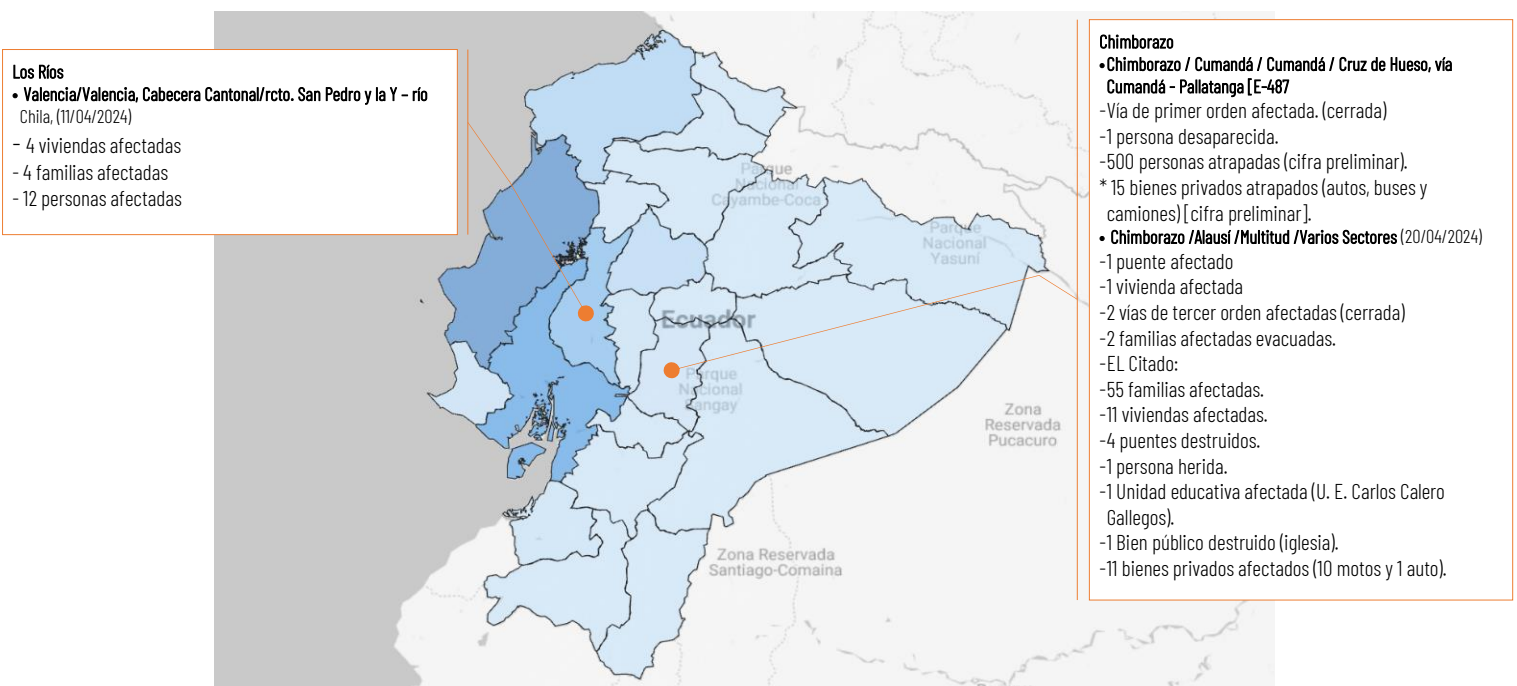 Los Ríos
• Valencia/Valencia, Cabecera Cantonal/rcto. San Pedro y la Y – río
Chila, (11/04/2024)
- 4 viviendas afectadas
- 4 familias afectadas
- 12 personas afectadas
Parque
Nacional
Cayambe-Coca
Parque
Nacional
Yasuní
Ecuador
Parque
Nacional
Sangay
Zona
Reservada
Pucacuro
Zona Reservada
Santiago-Comaina
Chimborazo
•Chimborazo / Cumandá / Cumandá / Cruz de Hueso, vía
Cumandá - Pallatanga [E-487
-Vía de primer orden afectada. (cerrada)
-1 persona desaparecida.
-500 personas atrapadas (cifra preliminar).
* 15 bienes privados atrapados (autos, buses y
camiones) [cifra preliminar].
• Chimborazo /Alausí /Multitud /Varios Sectores (20/04/2024)
-1 puente afectado
-1 vivienda afectada
-2 vías de tercer orden afectadas (cerrada)
-2 familias afectadas evacuadas.
-EL Citado:
-55 familias afectadas.
-11 viviendas afectadas.
-4 puentes destruidos.
-1 persona herida.
-1 Unidad educativa afectada (U. E. Carlos Calero
Gallegos).
-1 Bien público destruido (iglesia).
-11 bienes privados afectados (10 motos y 1 auto).